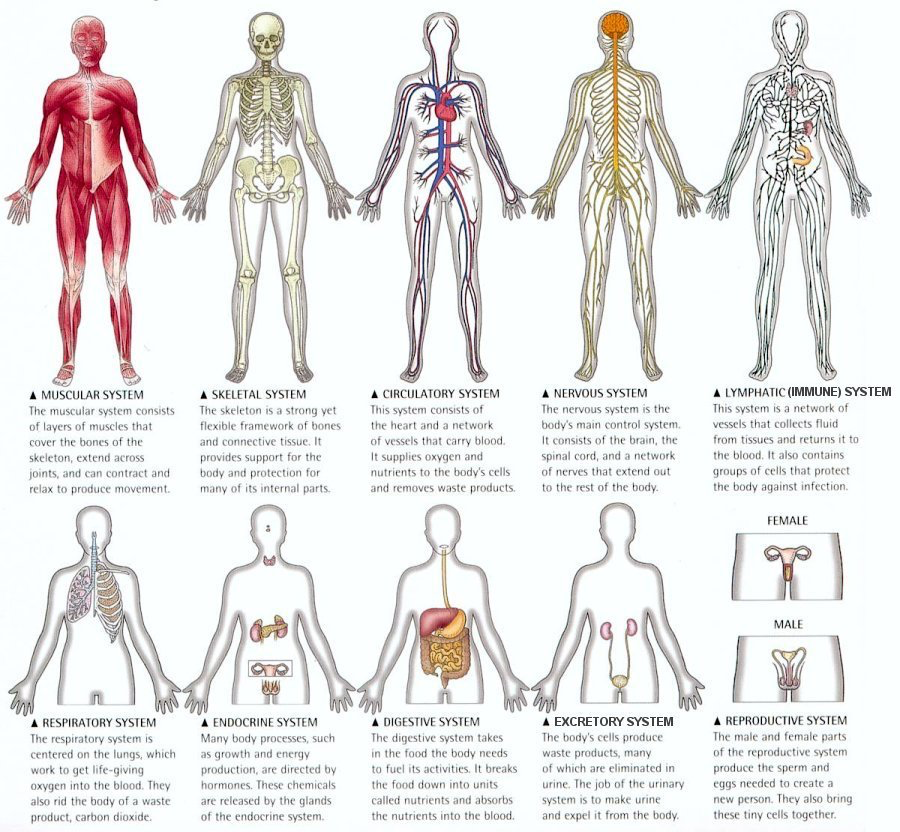 ▲ MUSCULAR SYSTEM
The muscular system consists
of layers of muscles that
cover the bones of the
skeleton, extend across
joints, and can contract and
relax to produce movement.
▲ SKELETAL SYSTEM
The skeleton is a strong yet
flexible framework of bones
and connective tissue. It
provides support for the
body and protection for
many of its internal parts.
▲ CIRCULATORY SYSTEM
This system consists of
the heart and a network
of vessels that carry blood.
It supplies oxygen and
nutrients to the body's cells
and removes waste products.
▲ NERVOUS SYSTEM
The nervous system is the
body's main control system.
It consists of the brain, the
spinal cord, and a network
of nerves that extend out
to the rest of the body.
▲ LYMPHATIC (IMMUNE) SYSTEM
This system is a network of
vessels that collects fluid
from tissues and returns it to
the blood. It also contains
groups of cells that protect
the body against infection.
▲ RESPIRATORY SYSTEM
The respiratory system is
centered on the lungs, which
work to get life-giving
oxygen into the blood. They
also rid the body of a waste
product, carbon dioxide.
▲ ENDOCRINE SYSTEM
Many body processes, such
as growth and energy
production, are directed by
hormones. These chemicals
are released by the glands
of the endocrine system.
▲ DIGESTIVE SYSTEM
The digestive system takes
in the food the body needs
to fuel its activities. It breaks
the food down into units
called nutrients and absorbs
the nutrients into the blood.
▲ EXCRETORY SYSTEM
The body's cells produce
waste products, many
of which are eliminated in
urine. The job of the urinary
system is to make urine
and expel it from the body.
FEMALE
MALE
▲ REPRODUCTIVE SYSTEM
The male and female parts
of the reproductive system
produce the sperm and
eggs needed to create a
new person. They also bring
these tiny cells together.